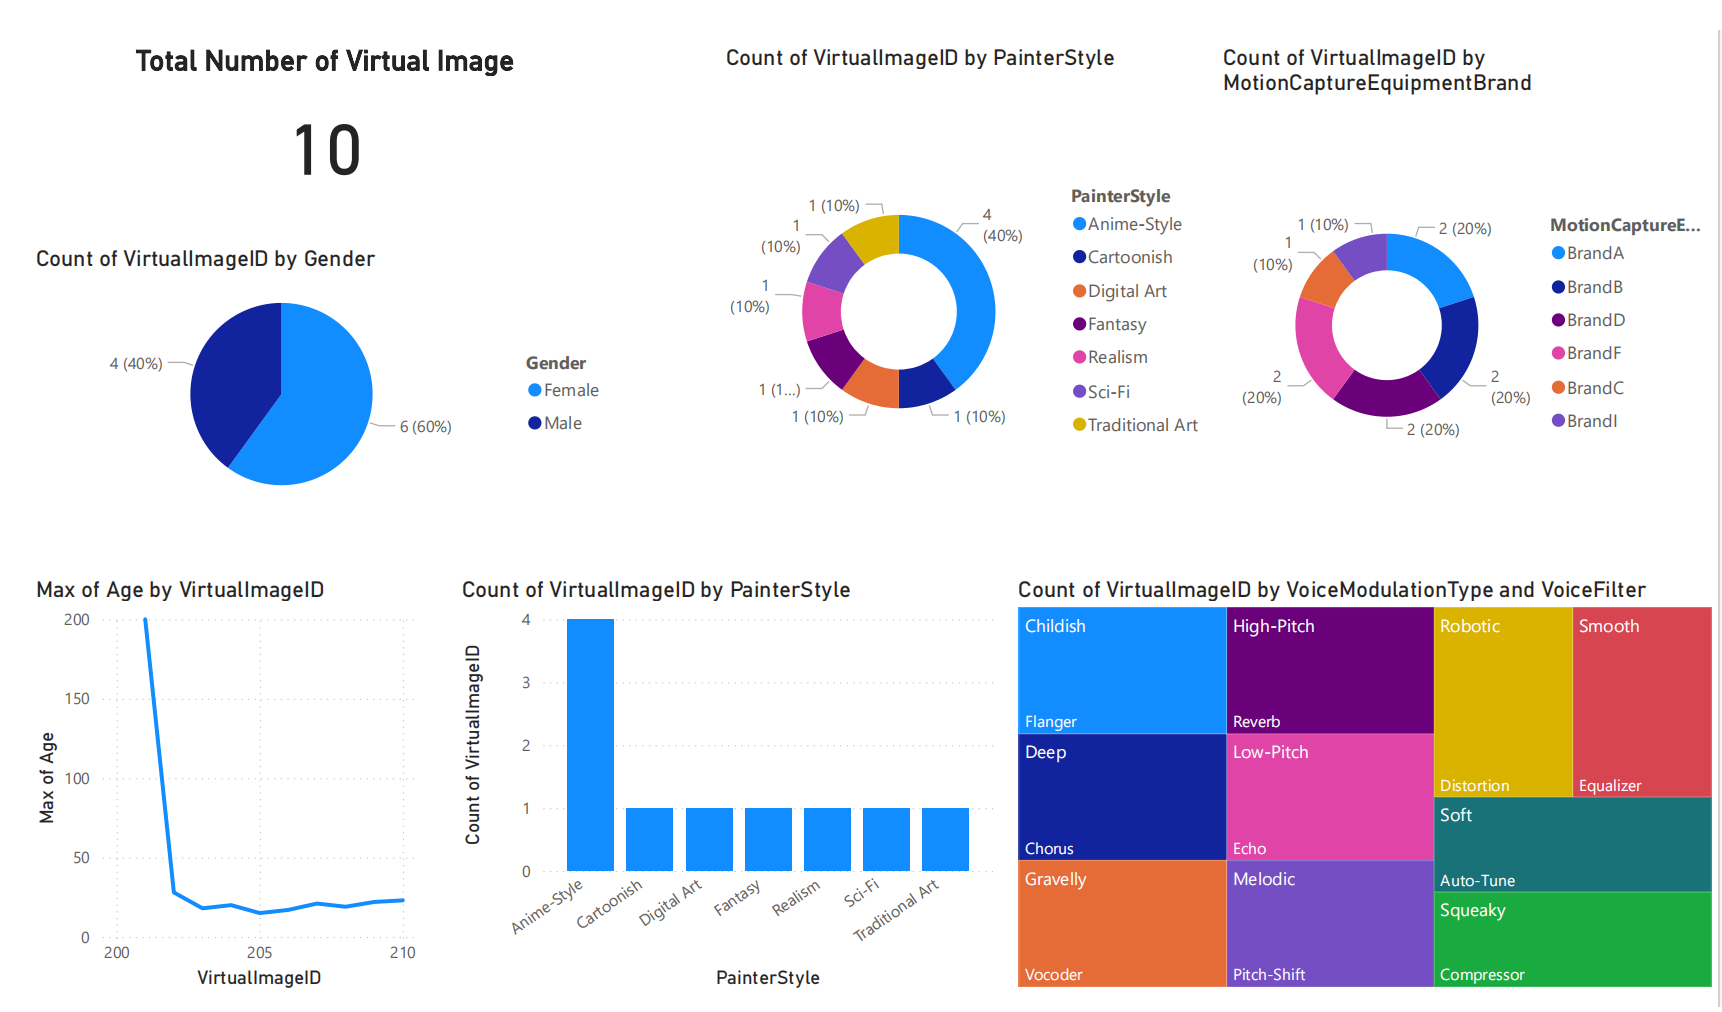 Total Number of Virtual Image
10
Count of VirtualImageID by Gender
4 (40%)
6 (60%)
Gender
Female
Male
Count of VirtualImageID by PainterStyle
1 (10%)
4
(40%)
1
(10%)
1
(10%)
1 (1...)
1 (10%)
1 (10%)
PainterStyle
Anime-Style
Cartoonish
Digital Art
Fantasy
Realism
Sci-Fi
Traditional Art
Count of VirtualImageID by
MotionCaptureEquipmentBrand
1 (10%)
2 (20%)
1
(10%)
2
(20%)
2
(20%)
2 (20%)
MotionCaptureE...
BrandA
BrandB
BrandD
BrandF
BrandC
BrandI
Max of Age by VirtualImageID
Max of Age
200
150
100
50
0
200
205
210
VirtualImageID
Count of VirtualImageID by PainterStyle
Count of VirtualImageID
4
3
2
1
0
Anime-Style
Cartoonish
Digital Art
Fantasy
Realism
Sci-Fi
Traditional Art
PainterStyle
Count of VirtualImageID by VoiceModulationType and VoiceFilter
Childish
Flanger
Deep
Chorus
Gravelly
Vocoder
High-Pitch
Reverb
Low-Pitch
Echo
Melodic
Pitch-Shift
Robotic
Distortion
Smooth
Equalizer
Soft
Auto-Tune
Squeaky
Compressor